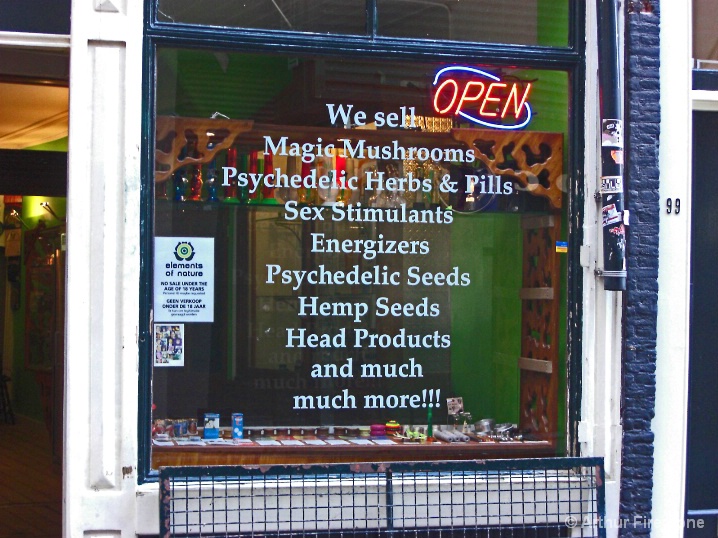 OPEN
We sell
Magic Mushrooms
Psychedelic Herbs & Pills
Sex Stimulants
Energizers
Psychedelic Seeds
Hemp Seeds
Head Products
and much
much more!!!
elements
of nature
NO SALE UNDER THE
AGE OF 18 YEARS
GEEN VERKOOP
ONDER DE 18 JAAR
99
© Arthur Firestone